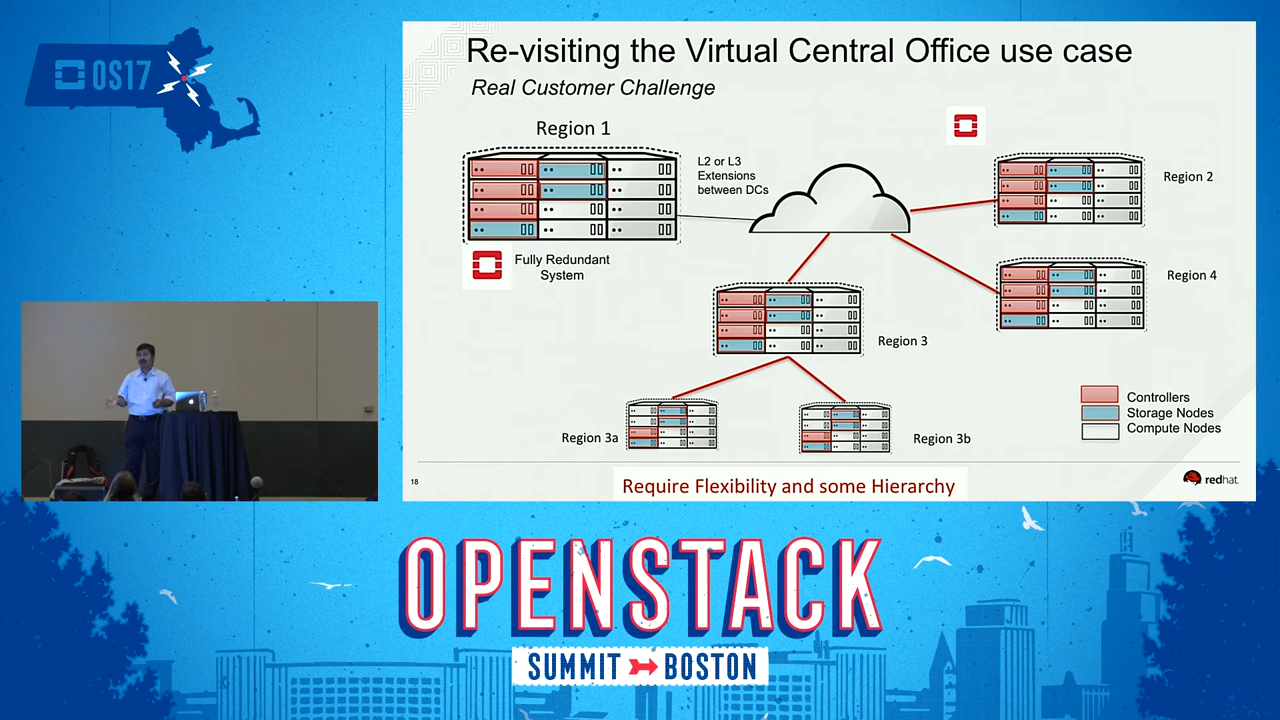 OS17
Re-visiting the Virtual Central Office use case
Real Customer Challenge
Region 1
L2 or L3
Extensions
between DCs
Region 2
Fully Redundant
System
Region 4
Region 3
Region 3a
Region 3b
Controllers
Storage Nodes
Compute Nodes
18
Require Flexibility and some Hierarchy
redhat.
OPENSTACK
SUMMIT BOSTON